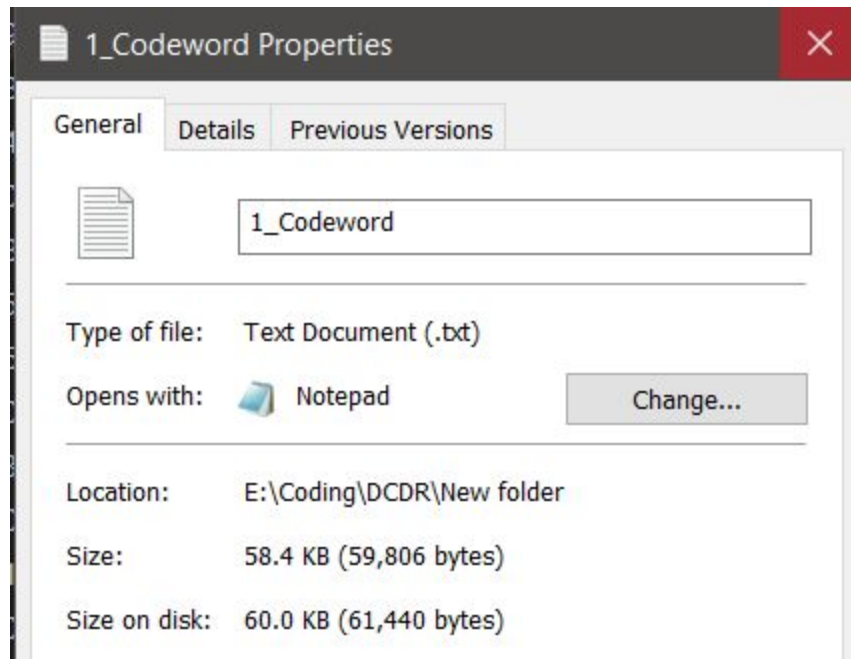 1_Codeword Properties
General Details Previous Versions
1_Codeword
Type of file: Text Document (.txt)
Opens with: Notepad Change...
Location: E:\Coding\DCDR\New folder
Size: 58.4 KB (59,806 bytes)
Size on disk: 60.0 KB (61,440 bytes)